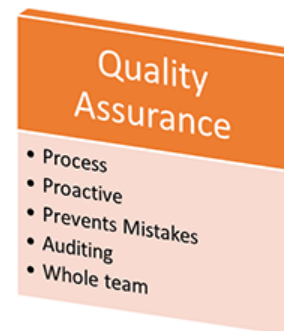 Quality
Assurance
• Process
• Proactive
• Prevents Mistakes
• Auditing
• Whole team